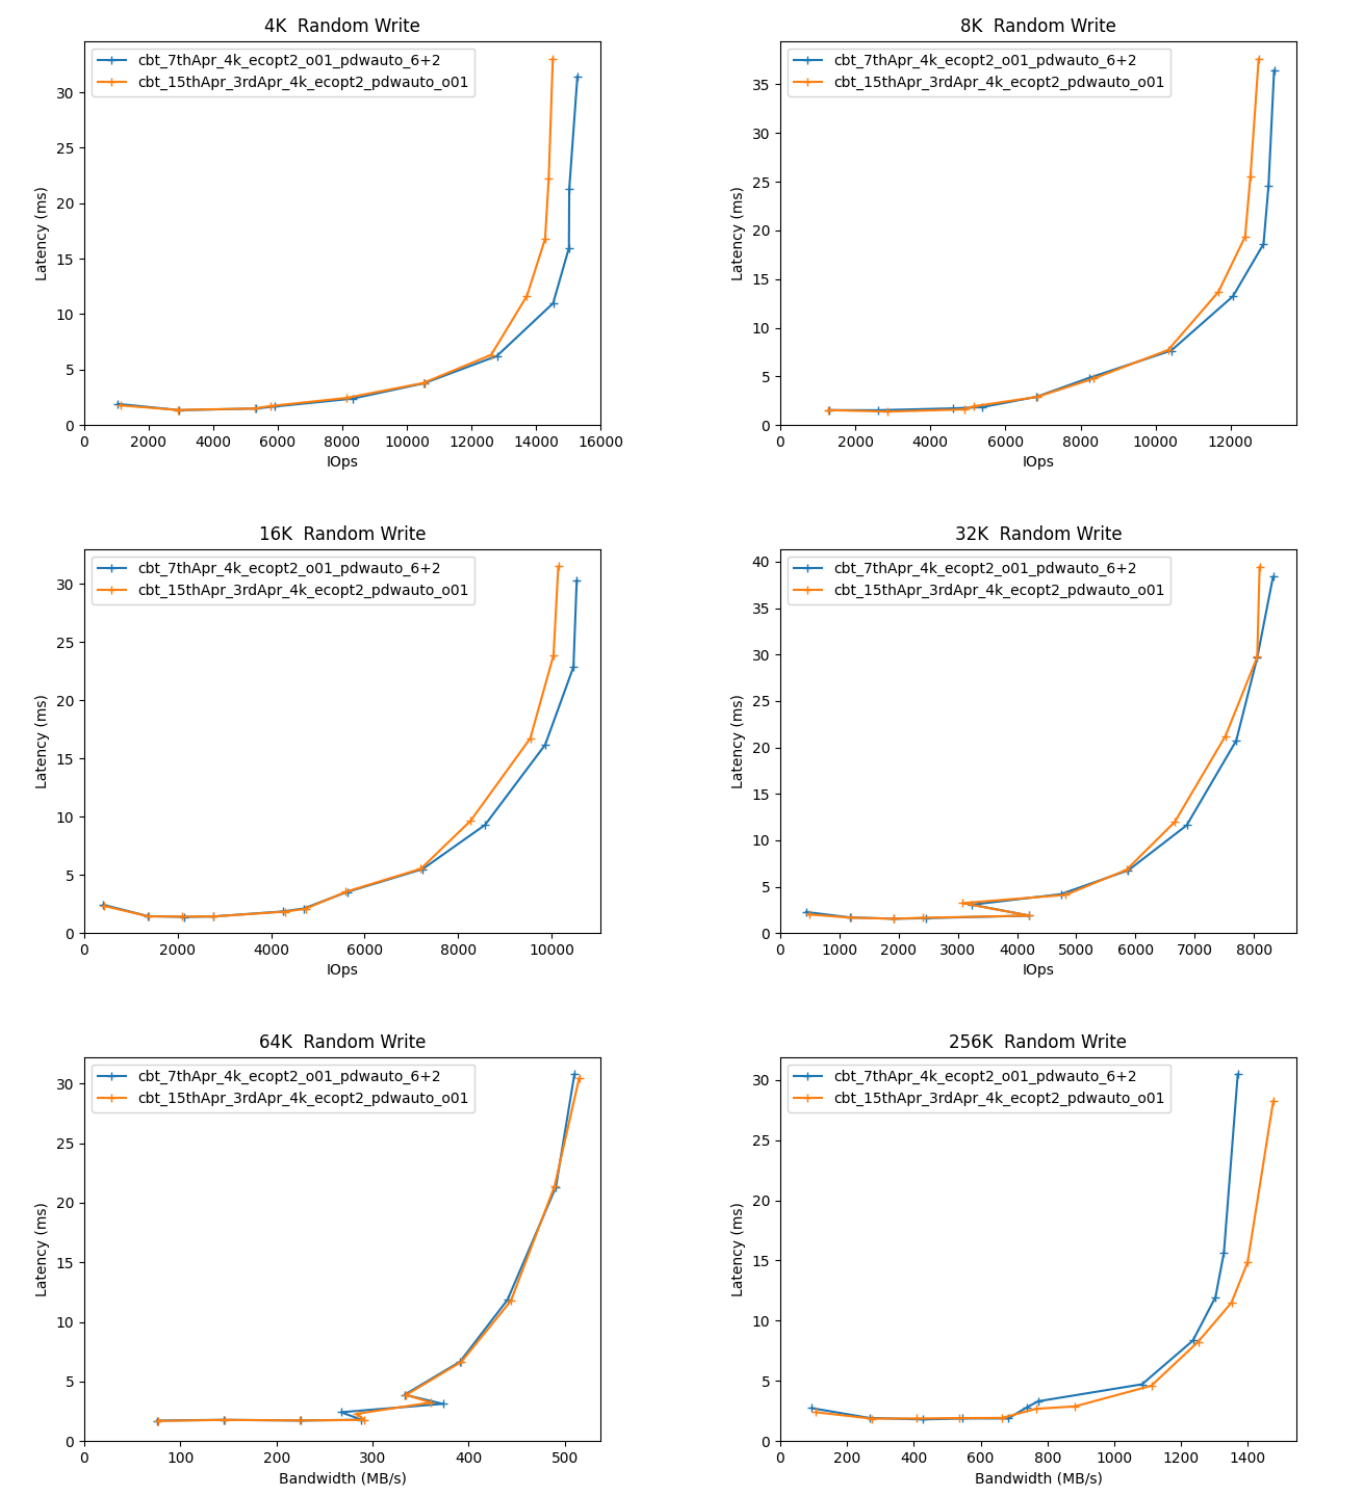 4K  Random Write
cbt_7thApr_4k_ecopt2_o01_pdwauto_6+2
cbt_15thApr_3rdApr_4k_ecopt2_pdwauto_o01
30
25
20
15
10
5
0
Latency (ms)
0 2000 4000 6000 8000 10000 12000 14000 16000
IOps
8K  Random Write
cbt_7thApr_4k_ecopt2_o01_pdwauto_6+2
cbt_15thApr_3rdApr_4k_ecopt2_pdwauto_o01
35
30
25
20
15
10
5
0
Latency (ms)
0 2000 4000 6000 8000 10000 12000
IOps
16K  Random Write
cbt_7thApr_4k_ecopt2_o01_pdwauto_6+2
cbt_15thApr_3rdApr_4k_ecopt2_pdwauto_o01
30
25
20
15
10
5
0
Latency (ms)
0 2000 4000 6000 8000 10000
IOps
32K  Random Write
cbt_7thApr_4k_ecopt2_o01_pdwauto_6+2
cbt_15thApr_3rdApr_4k_ecopt2_pdwauto_o01
40
35
30
25
20
15
10
5
0
Latency (ms)
0 1000 2000 3000 4000 5000 6000 7000 8000
IOps
64K  Random Write
cbt_7thApr_4k_ecopt2_o01_pdwauto_6+2
cbt_15thApr_3rdApr_4k_ecopt2_pdwauto_o01
30
25
20
15
10
5
0
Latency (ms)
0 100 200 300 400 500
Bandwidth (MB/s)
256K  Random Write
cbt_7thApr_4k_ecopt2_o01_pdwauto_6+2
cbt_15thApr_3rdApr_4k_ecopt2_pdwauto_o01
30
25
20
15
10
5
0
Latency (ms)
0 200 400 600 800 1000 1200 1400
Bandwidth (MB/s)